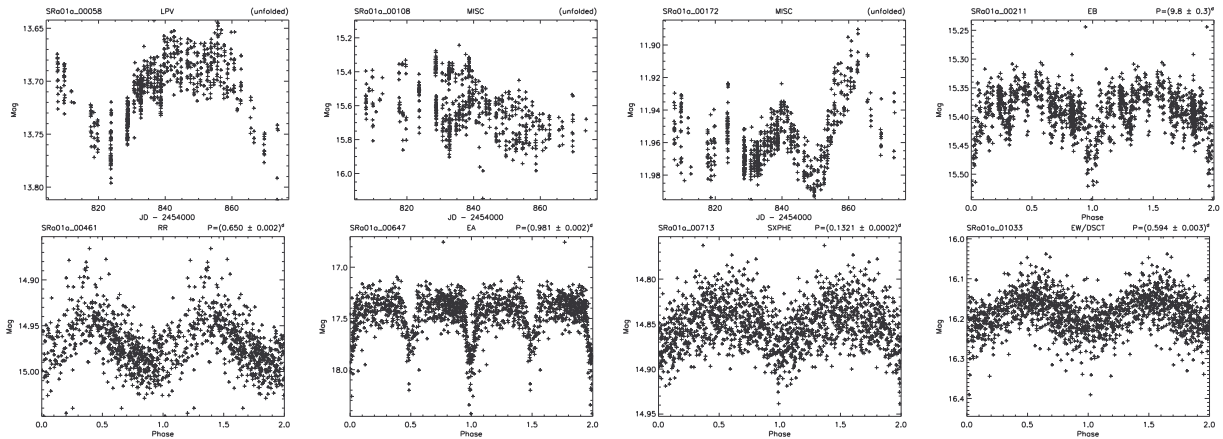 SRa01a_00058 LPV (unfolded)
13.65
13.70
13.75
13.80
Mag
820 840 860
JD - 2454000
SRa01a_00108 MISC (unfolded)
15.2
15.4
15.6
15.8
16.0
Mag
820 840 860
JD - 2454000
SRa01a_00172 MISC (unfolded)
11.90
11.92
11.94
11.96
11.98
Mag
820 840 860
JD - 2454000
SRa01a_00211 EB P=(9.8 ± 0.3)ᵈ
15.25
15.30
15.35
15.40
15.45
15.50
Mag
0.0 0.5 1.0 1.5 2.0
Phase
SRa01a_00461 RR P=(0.650 ± 0.002)ᵈ
14.90
14.95
15.00
Mag
0.0 0.5 1.0 1.5 2.0
Phase
SRa01a_00647 EA P=(0.981 ± 0.002)ᵈ
17.0
17.5
18.0
Mag
0.0 0.5 1.0 1.5 2.0
Phase
SRa01a_00713 SXPHE P=(0.1321 ± 0.0002)ᵈ
14.80
14.85
14.90
14.95
Mag
0.0 0.5 1.0 1.5 2.0
Phase
SRa01a_01033 EW/DSCT P=(0.594 ± 0.003)ᵈ
16.0
16.1
16.2
16.3
16.4
Mag
0.0 0.5 1.0 1.5 2.0
Phase